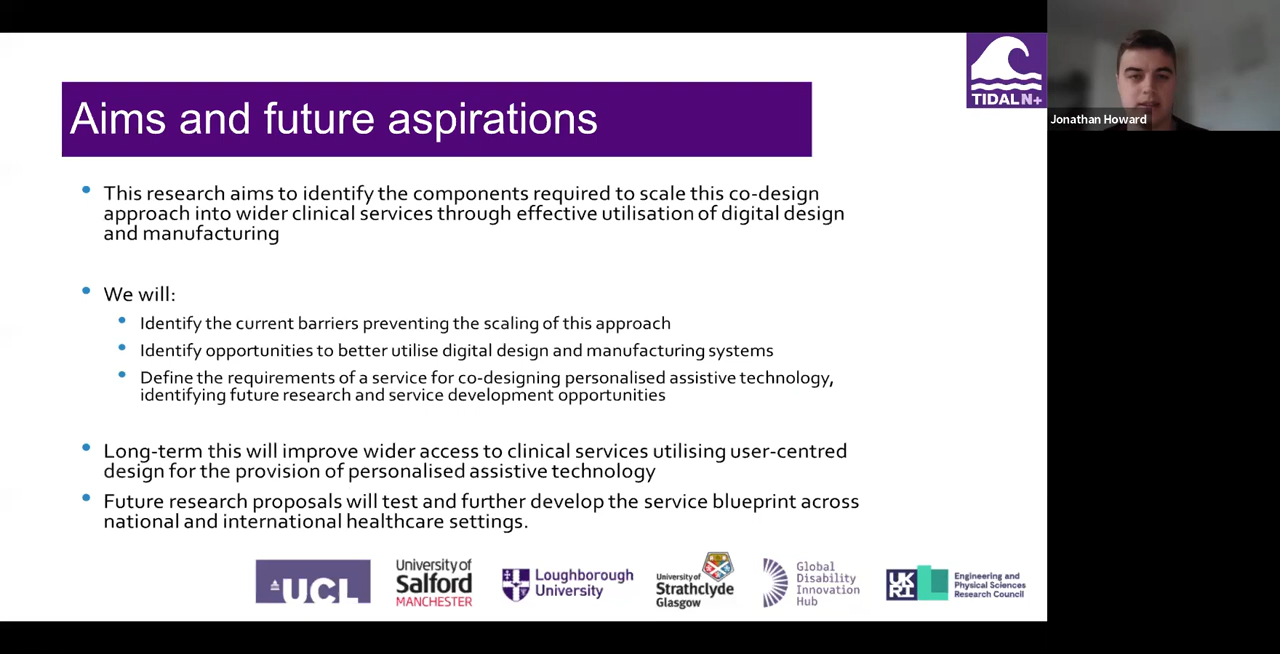 TIDAL N+
Jonathan Howard
Aims and future aspirations
This research aims to identify the components required to scale this co-design
approach into wider clinical services through effective utilisation of digital design
and manufacturing
We will:
Identify the current barriers preventing the scaling of this approach
Identify opportunities to better utilise digital design and manufacturing systems
Define the requirements of a service for co-designing personalised assistive technology,
identifying future research and service development opportunities
Long-term this will improve wider access to clinical services utilising user-centred
design for the provision of personalised assistive technology
Future research proposals will test and further develop the service blueprint across
national and international healthcare settings.
UCL
University of
Salford
MANCHESTER
Loughborough
University
University of
Strathclyde
Glasgow
Global
Disability
Innovation
Hub
UK
RI
Engineering and
Physical Sciences
Research Council